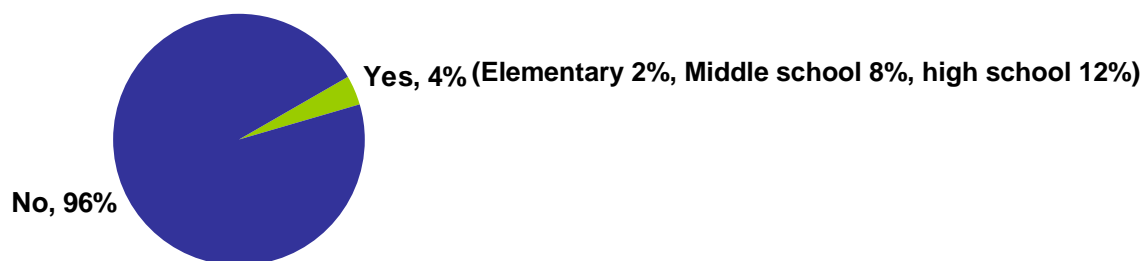 Yes, 4% (Elementary 2%, Middle school 8%, high school 12%)
No, 96%